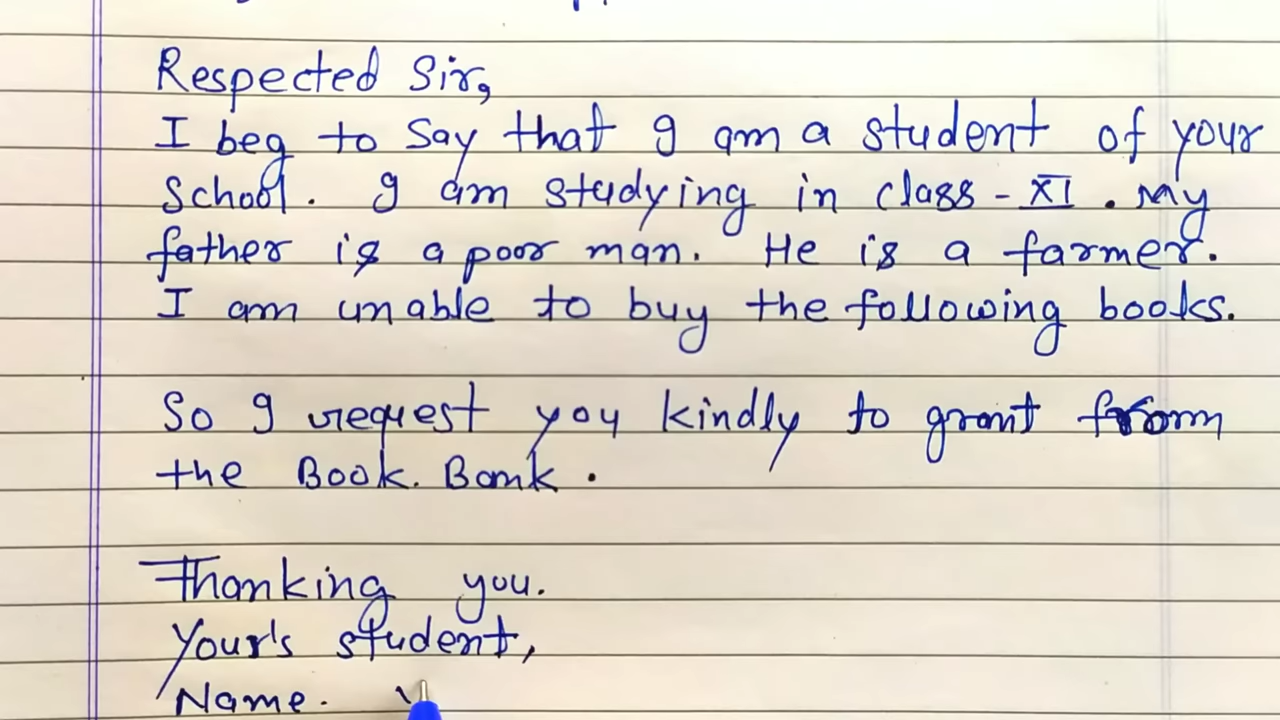 Respected Sir,
I beg to say that I am a student of your
School. I am studying in class - XI. My
father is a poor man. He is a farmer.
I am unable to buy the following books.
So I request you kindly to grant from
the Book. Bank.
Thanking you.
Your's student,
Name.